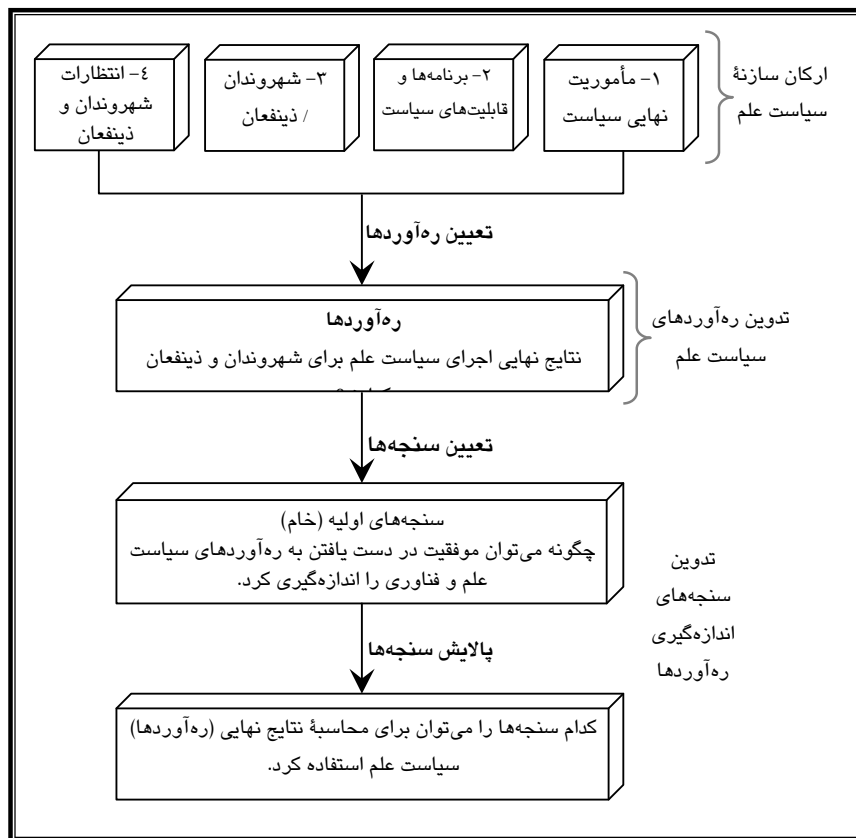 ۱- مأموریت
نهایی سیاست
۲- برنامه‌ها و
قابلیت‌های سیاست
۳- شهروندان
/ ذینفعان
٤- انتظارات
شهروندان و
ذینفعان
ارکان سازنهٔ
سیاست علم
تعیین ره‌آوردها
ره‌آوردها
نتایج نهایی اجرای سیاست علم برای شهروندان و ذینفعان
تدوین ره‌آوردهای
سیاست علم
تعیین سنجه‌ها
سنجه‌های اولیه (خام)
چگونه می‌توان موفقیت در دست یافتن به ره‌آوردهای سیاست
علم و فناوری را اندازه‌گیری کرد.
تدوین
سنجه‌های
اندازه‌گیری
ره‌آوردها
پالایش سنجه‌ها
کدام سنجه‌ها را می‌توان برای محاسبهٔ نتایج نهایی (ره‌آوردها)
سیاست علم استفاده کرد.